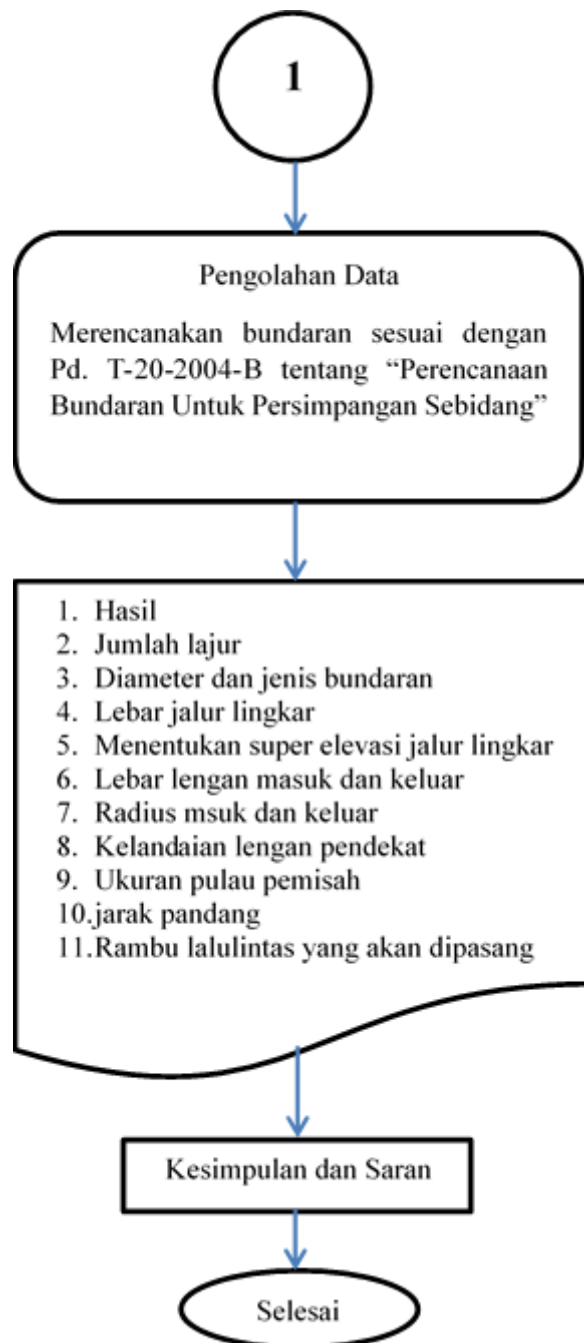 1
Pengolahan Data
Merencanakan bundaran sesuai dengan
Pd. T-20-2004-B tentang “Perencanaan
Bundaran Untuk Persimpangan Sebidang”
1. Hasil
2. Jumlah lajur
3. Diameter dan jenis bundaran
4. Lebar jalur lingkar
5. Menentukan super elevasi jalur lingkar
6. Lebar lengan masuk dan keluar
7. Radius msuk dan keluar
8. Kelandaian lengan pendekat
9. Ukuran pulau pemisah
10.jarak pandang
11.Rambu lalulintas yang akan dipasang
Kesimpulan dan Saran
Selesai